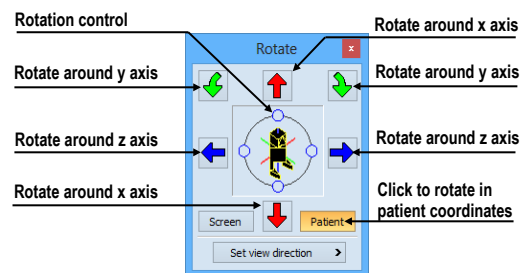 Rotation control
Rotate around x axis
Rotate
x
Rotate around y axis
Rotate around y axis
Rotate around z axis
Rotate around z axis
Rotate around x axis
Click to rotate in
patient coordinates
Screen
Patient
Set view direction >